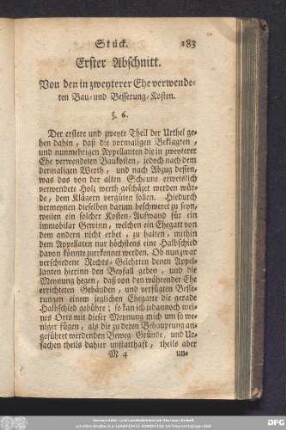 Stück. 183
Erster Abschnitt.
Von den in zweyterer Ehe verwende-
ten Bau- und Besserung-Kosten.
§. 6.
Der erstere und zweyte Theil der Urthel ge-
hen dahin, daß die vormaligen Beklagten,
und nunmehrigen Appellanten die in zweyterer
Ehe verwendeten Baukosten, jedoch nach dem
dermaligen Werth, und nach Abzug dessen,
was das von der alten Scheune erweislich
verwendete Holz werth geschäzet werden wür-
de, dem Klägern vergüten sollen. Hiedurch
vermeynten dieselben darum beschweret zu seyn,
weilen ein solcher Kosten-Aufwand für ein
immobilar Gewinn, welchen ein Ehegatt von
dem andern nicht erbet, zu halten, mithin
dem Appellaten nur höchstens eine Halbschied
davon könnte zuerkennet werden. Ob nun zwar
verschiedene Rechts-Gelehrten denen Appel-
lanten hierinn den Beyfall geben, und die
Meynung hegen, daß von den während der Ehe
errichteten Gebäuden, und verfügten Besse-
rungen einem jeglichen Ehegatte die gerade
Halbschied gebühre; so kan ich jedannoch mei-
nes Orts mit dieser Meynung mich um so we-
niger fügen, als die zu deren Behauptung an-
geführet werdenden Beweg-Gründe, und Ur-
sachen theils dahier unstatthaft, theils aber
M 4 un-